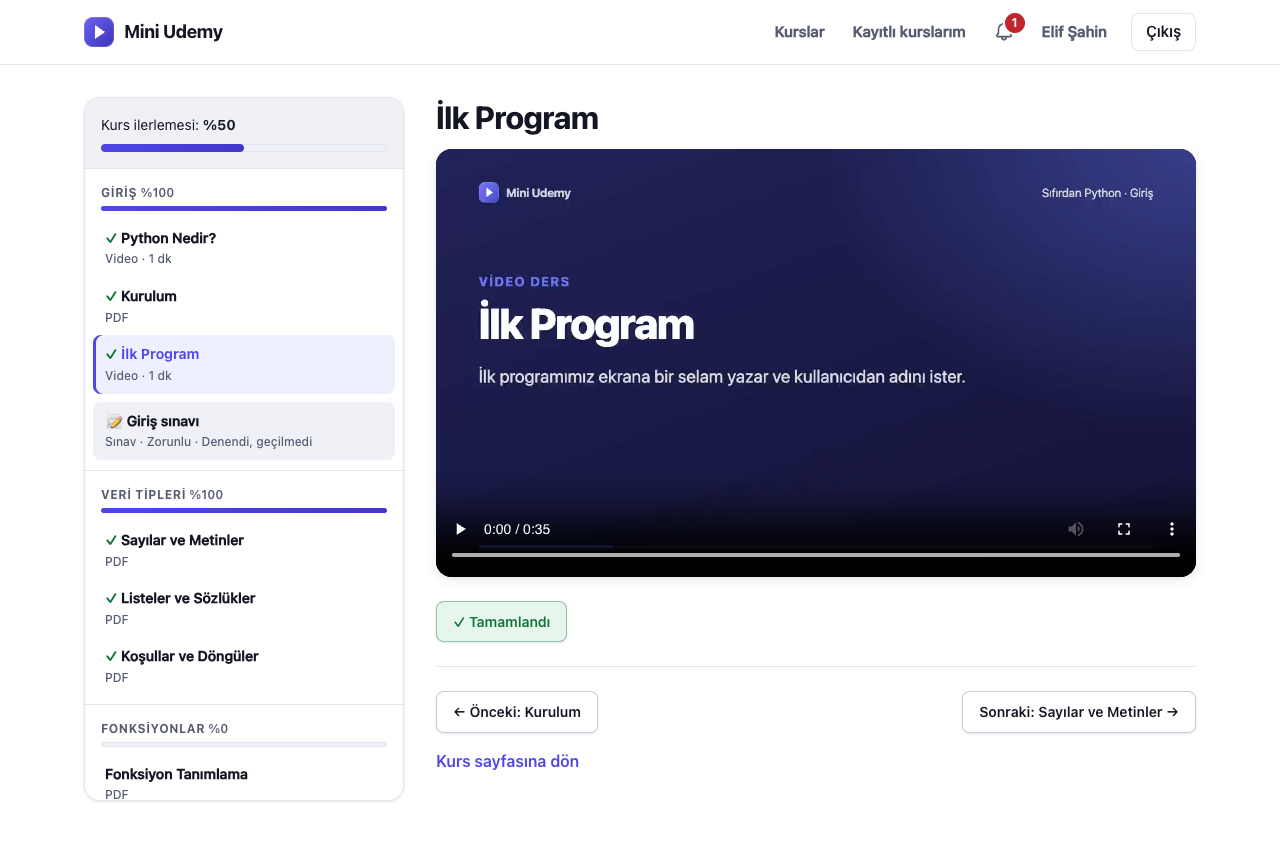 Mini Udemy
Kurslar
Kayıtlı kurslarım
1
Elif Şahin
Çıkış
Kurs ilerlemesi: %50
GİRİŞ %100
✓ Python Nedir?
Video · 1 dk
✓ Kurulum
PDF
✓ İlk Program
Video · 1 dk
📝 Giriş sınavı
Sınav · Zorunlu · Denendi, geçilmedi
VERİ TİPLERİ %100
✓ Sayılar ve Metinler
PDF
✓ Listeler ve Sözlükler
PDF
✓ Koşullar ve Döngüler
PDF
FONKSİYONLAR %0
Fonksiyon Tanımlama
PDF
İlk Program
Mini Udemy
Sıfırdan Python · Giriş
VİDEO DERS
İlk Program
İlk programımız ekrana bir selam yazar ve kullanıcıdan adını ister.
0:00 / 0:35
✓ Tamamlandı
← Önceki: Kurulum
Sonraki: Sayılar ve Metinler →
Kurs sayfasına dön